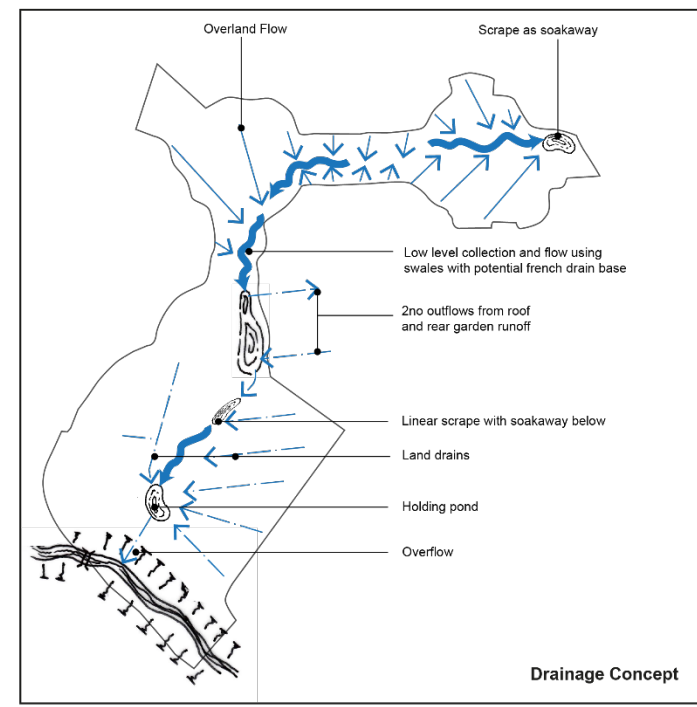 Overland Flow
Scrape as soakaway
Low level collection and flow using
swales with potential french drain base
2no outflows from roof
and rear garden runoff
Linear scrape with soakaway below
Land drains
Holding pond
Overflow
Drainage Concept